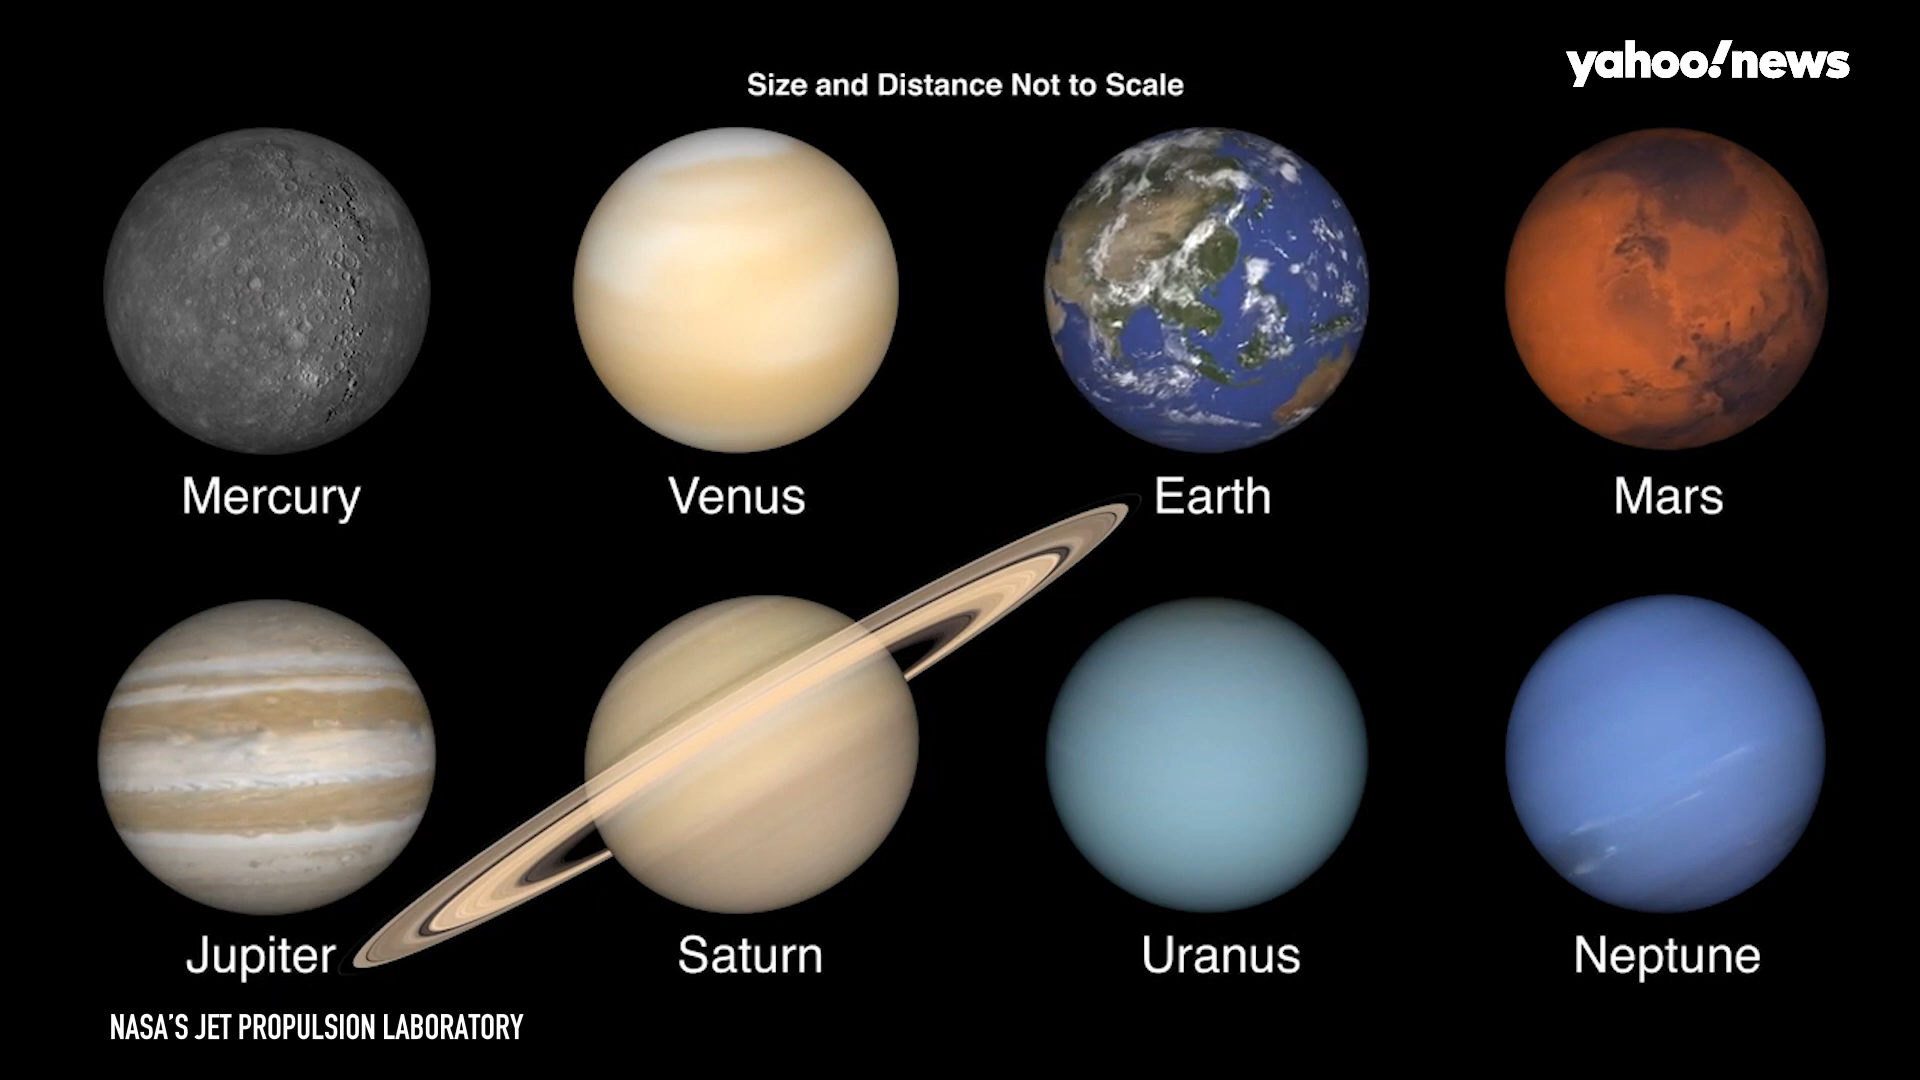 yahoo!news
Size and Distance Not to Scale
Mercury
Venus
Earth
Mars
Jupiter
Saturn
Uranus
Neptune
NASA'S JET PROPULSION LABORATORY